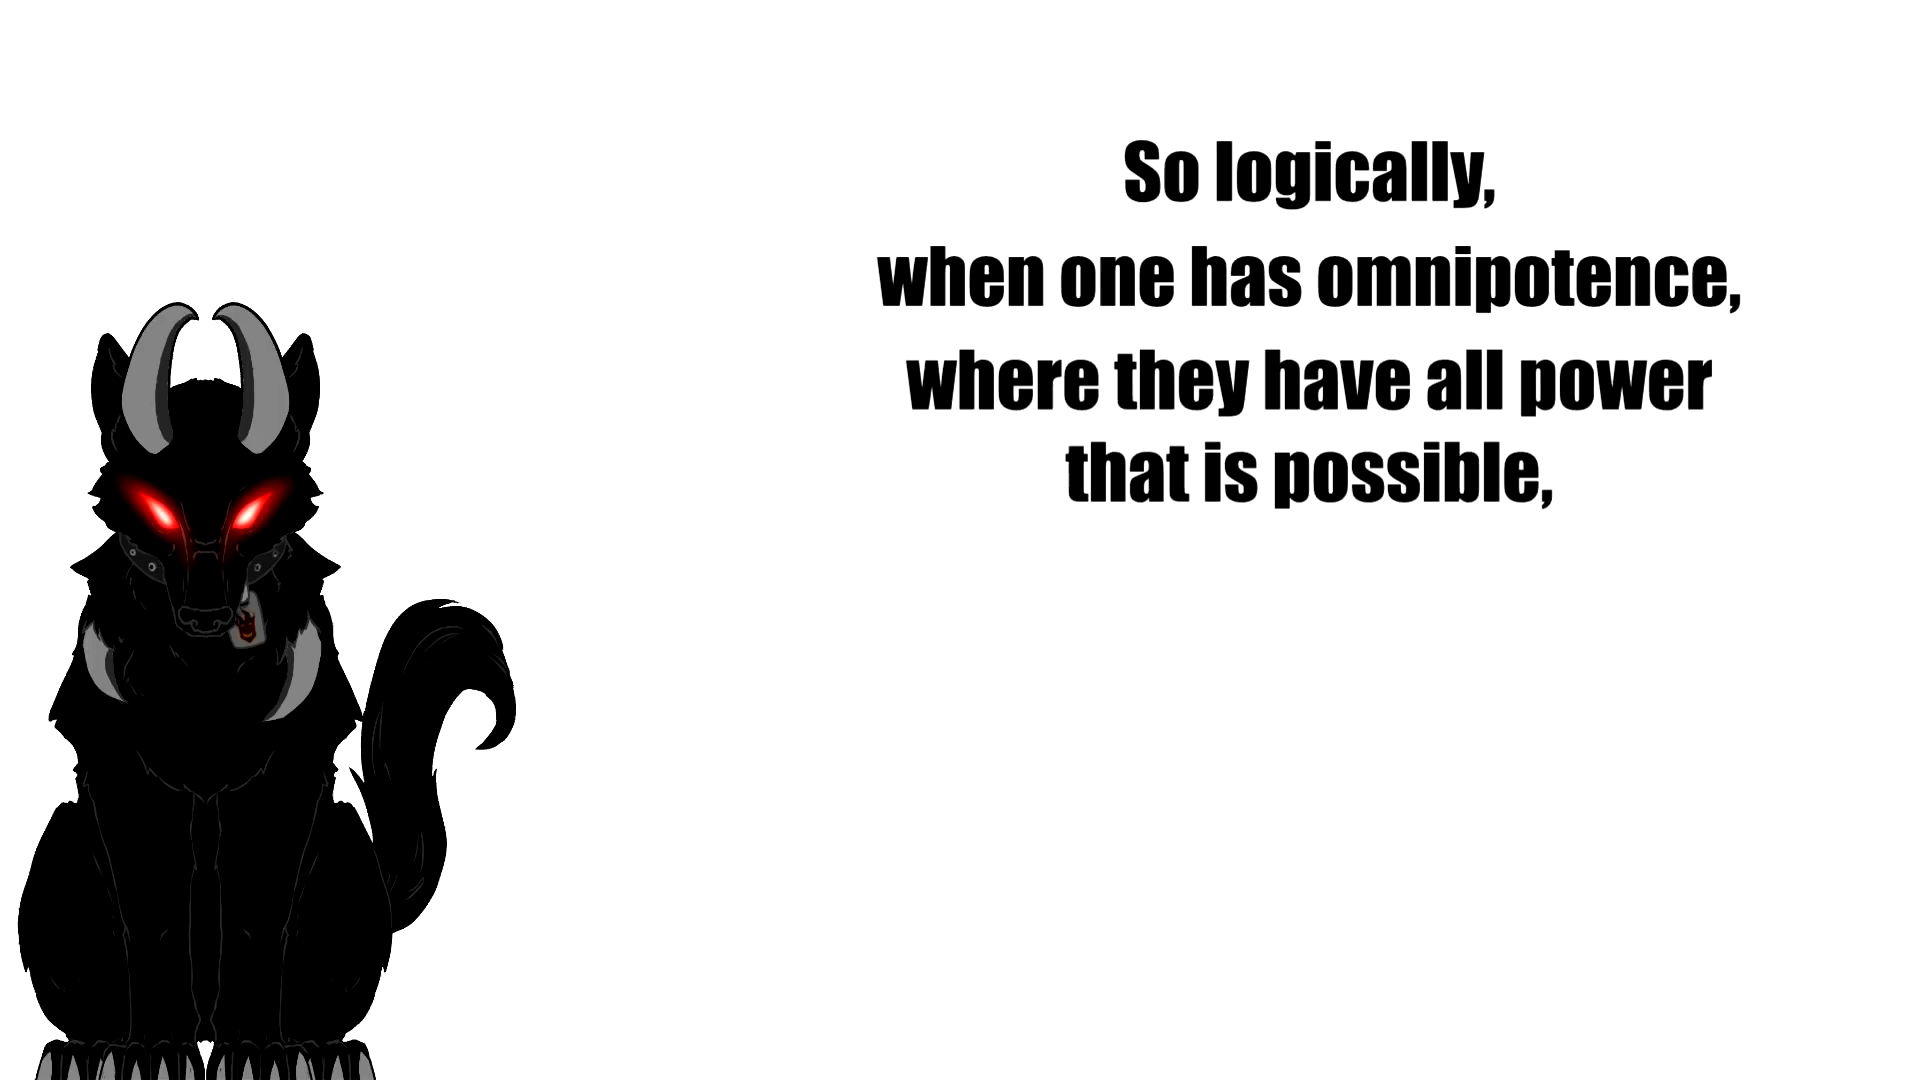 So logically,
when one has omnipotence,
where they have all power
that is possible,